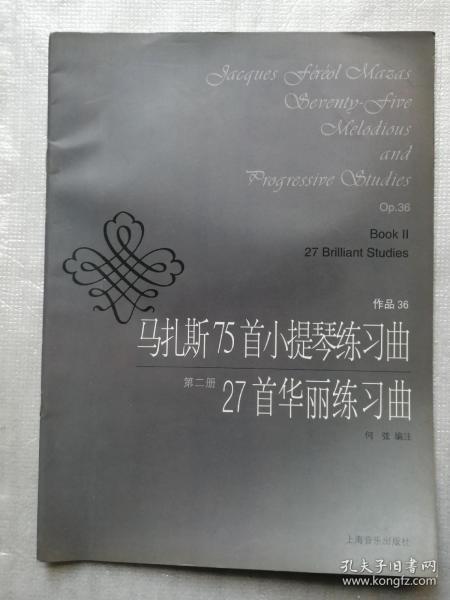 Jacques Féréol Mazas
Seventy-Five
Melodious
and
Progressive Studies
Op.36
Book II
27 Brilliant Studies
作品 36
马扎斯 75 首小提琴练习曲
第二册
27 首华丽练习曲
何 弦 编注
上海音乐出版社
孔夫子旧书网
www.kongfz.com